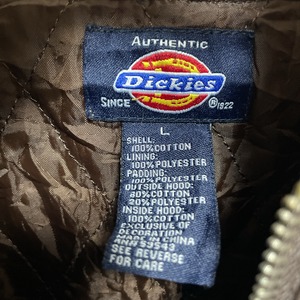 AUTHENTIC
Dickies
SINCE ®1922
L
SHELL:
100%COTTON
LINING:
100%POLYESTER
PADDING:
100%POLYESTER
OUTSIDE HOOD:
80%COTTON
20%POLYESTER
INSIDE HOOD:
100%COTTON
EXCLUSIVE OF
DECORATION
MADE IN CHINA
SEE REVERSE
FOR CARE